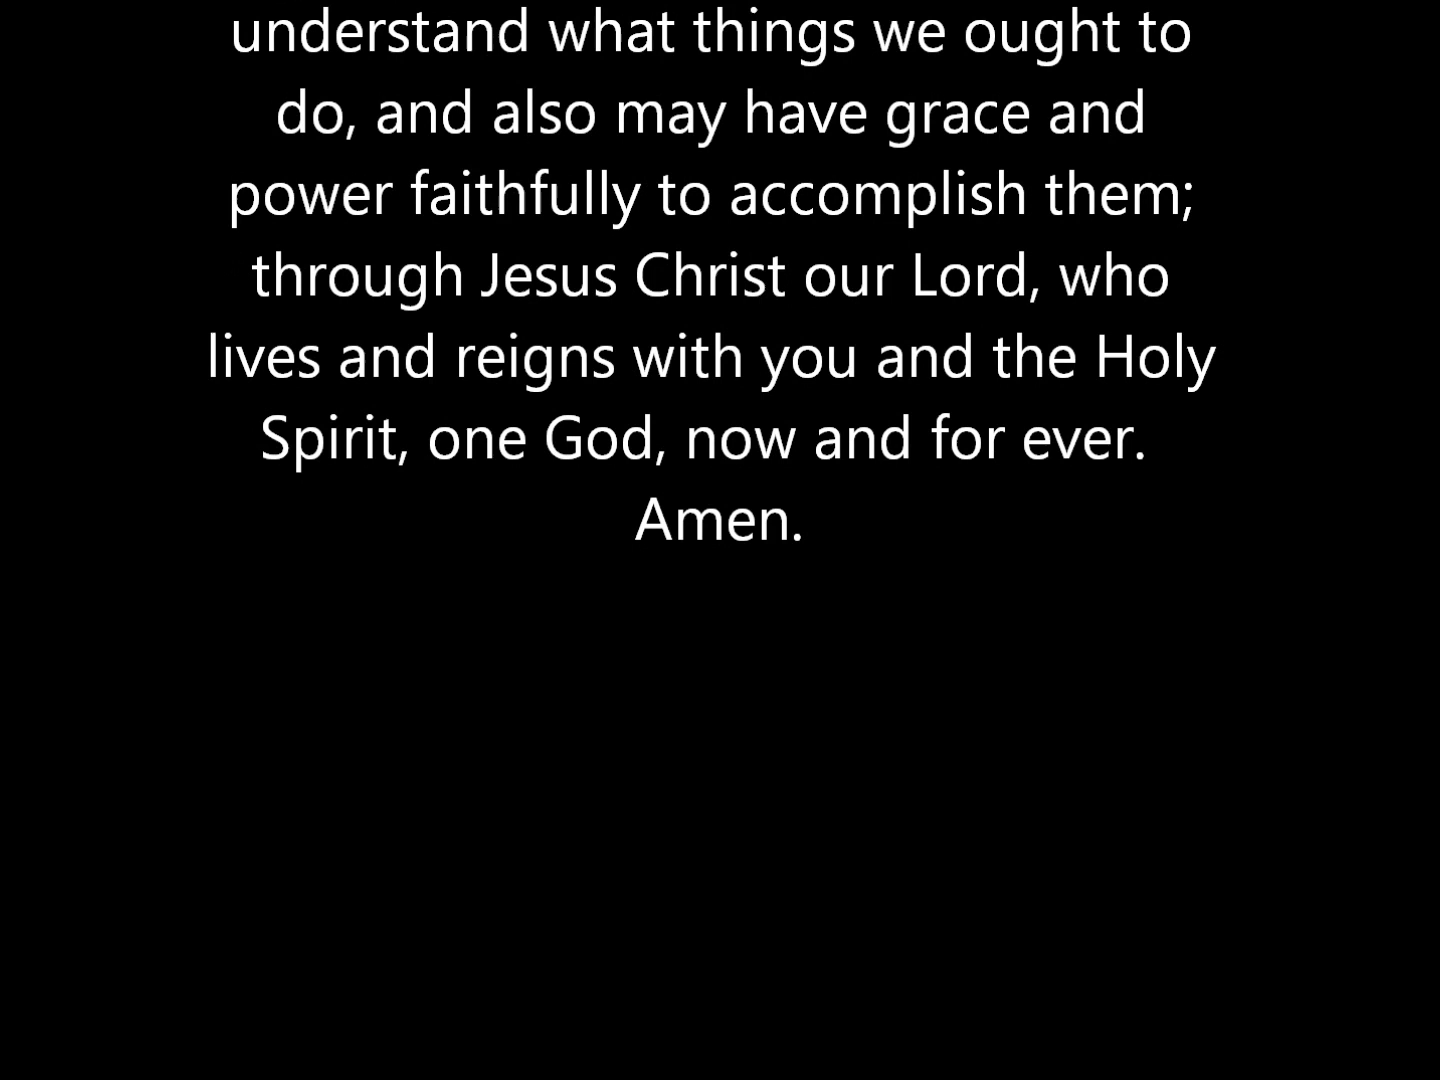 understand what things we ought to
do, and also may have grace and
power faithfully to accomplish them;
through Jesus Christ our Lord, who
lives and reigns with you and the Holy
Spirit, one God, now and for ever.
Amen.